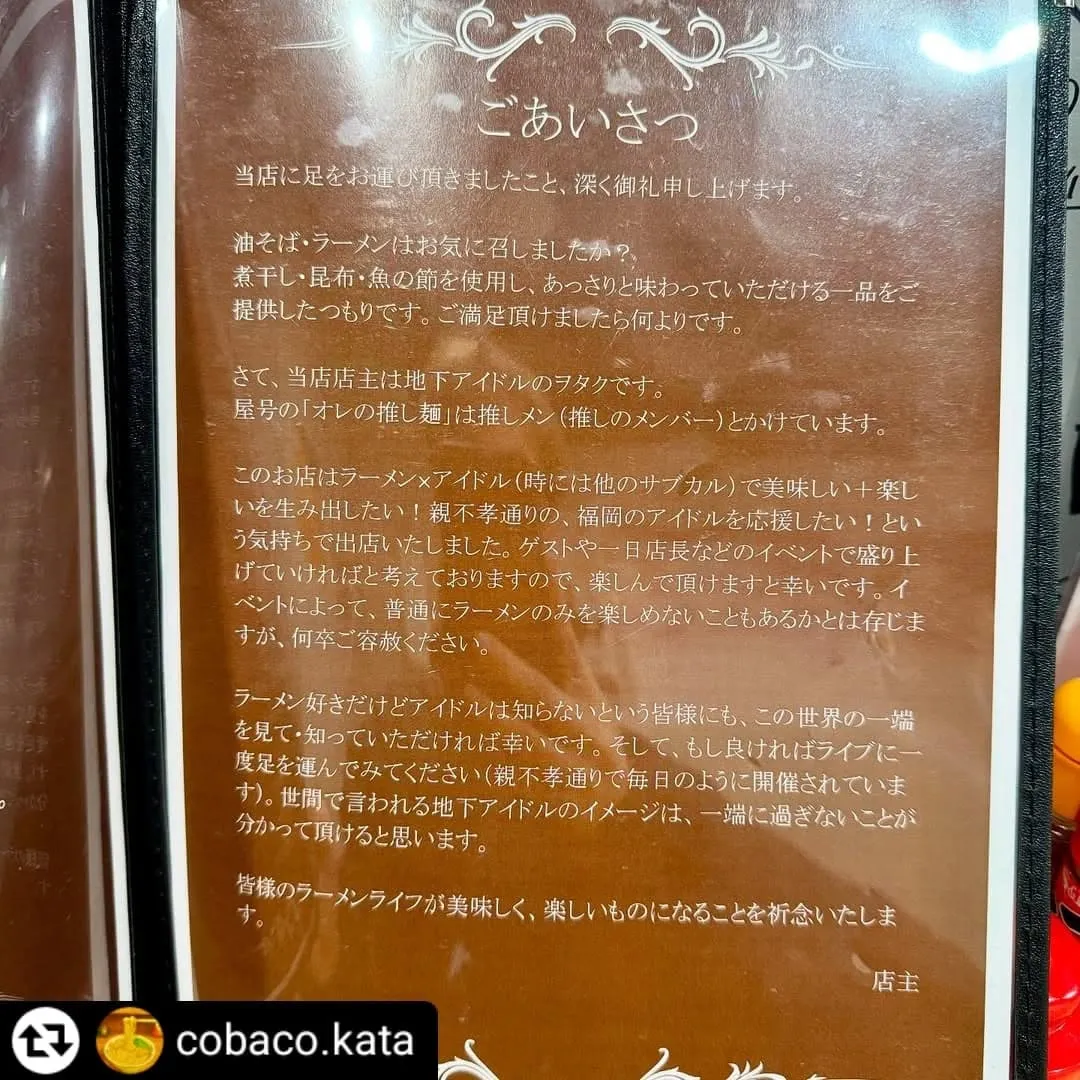 ごあいさつ
当店に足をお運び頂きましたこと、深く御礼申し上げます。
油そば・ラーメンはお気に召しましたか？
煮干し・昆布・魚の節を使用し、あっさりと味わっていただける一品をご
提供したつもりです。ご満足頂けましたら何よりです。
さて、当店店主は地下アイドルのヲタクです。
屋号の「オレの推し麺」は推しメン（推しのメンバー）とかけています。
このお店はラーメン×アイドル（時には他のサブカル）で美味しい＋楽し
いを生み出したい！親不孝通りの、福岡のアイドルを応援したい！とい
う気持ちで出店いたしました。ゲストや一日店長などのイベントで盛り上
げていければと考えておりますので、楽しんで頂けますと幸いです。イ
ベントによって、普通にラーメンのみを楽しめないこともあるかとは存じま
すが、何卒ご容赦ください。
ラーメン好きだけどアイドルは知らないという皆様にも、この世界の一端
を見て・知っていただければ幸いです。そして、もし良ければライブに一
度足を運んでみてください（親不孝通りで毎日のように開催されていま
す）。世間で言われる地下アイドルのイメージは、一端に過ぎないことが
分かって頂けると思います。
皆様のラーメンライフが美味しく、楽しいものになることを祈念いたしま
す。
店主
cobaco.kata